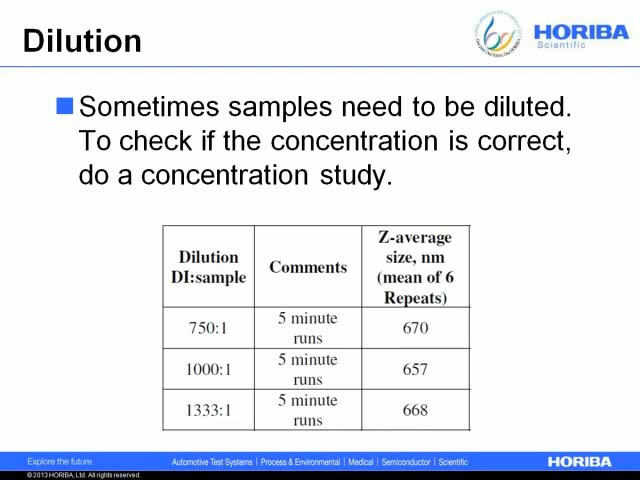 Dilution
HORIBA
Scientific
Sometimes samples need to be diluted.
To check if the concentration is correct,
do a concentration study.
Dilution
DI:sample
Comments
Z-average
size, nm
(mean of 6
Repeats)
750:1
5 minute
runs
670
1000:1
5 minute
runs
657
1333:1
5 minute
runs
668
Explore the future
Automotive Test Systems | Process & Environmental | Medical | Semiconductor | Scientific
HORIBA
© 2013 HORIBA, Ltd. All rights reserved.